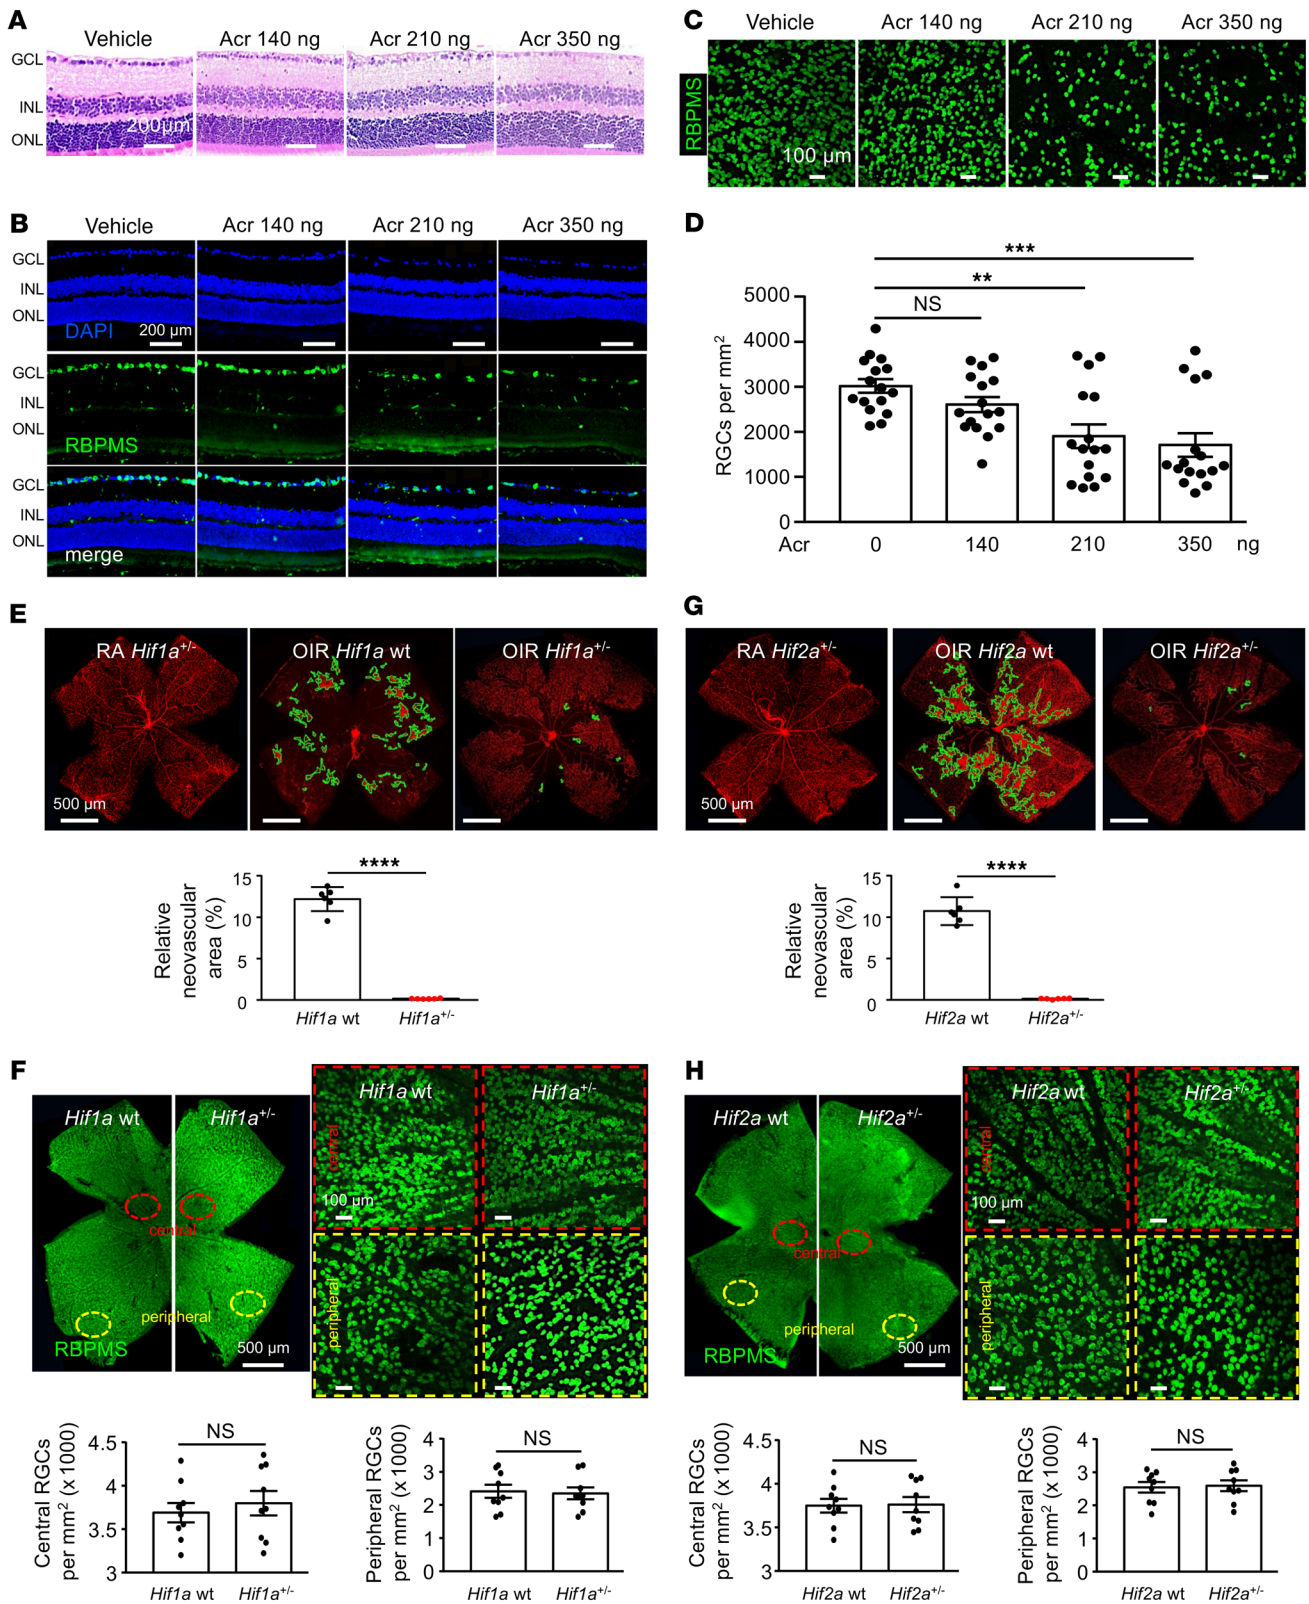 A
Vehicle Acr 140 ng Acr 210 ng Acr 350 ng
GCL
INL
ONL
200μm
B
Vehicle Acr 140 ng Acr 210 ng Acr 350 ng
GCL
INL
ONL
DAPI
200 μm
GCL
INL
ONL
RBPMS
GCL
INL
ONL
merge
C
Vehicle Acr 140 ng Acr 210 ng Acr 350 ng
RBPMS
100 μm
D
***
**
NS
RGCs per mm²
5000
4000
3000
2000
1000
0
Acr 0 140 210 350 ng
E
RA Hif1a+/- OIR Hif1a wt OIR Hif1a+/-
500 μm
****
Relative
neovascular
area (%)
15
10
5
0
Hif1a wt Hif1a+/-
G
RA Hif2a+/- OIR Hif2a wt OIR Hif2a+/-
500 μm
****
Relative
neovascular
area (%)
15
10
5
0
Hif2a wt Hif2a+/-
F
Hif1a wt Hif1a+/-
central
peripheral
RBPMS
500 μm
Hif1a wt Hif1a+/-
central
100 μm
peripheral
NS
Central RGCs
per mm² (x 1000)
4.5
4
3.5
3
Hif1a wt Hif1a+/-
NS
Peripheral RGCs
per mm² (x 1000)
4
3
2
1
0
Hif1a wt Hif1a+/-
H
Hif2a wt Hif2a+/-
central
peripheral
RBPMS
500 μm
Hif2a wt Hif2a+/-
central
100 μm
peripheral
NS
Central RGCs
per mm² (x 1000)
4.5
4
3.5
3
Hif2a wt Hif2a+/-
NS
Peripheral RGCs
per mm² (x 1000)
4
3
2
1
0
Hif2a wt Hif2a+/-